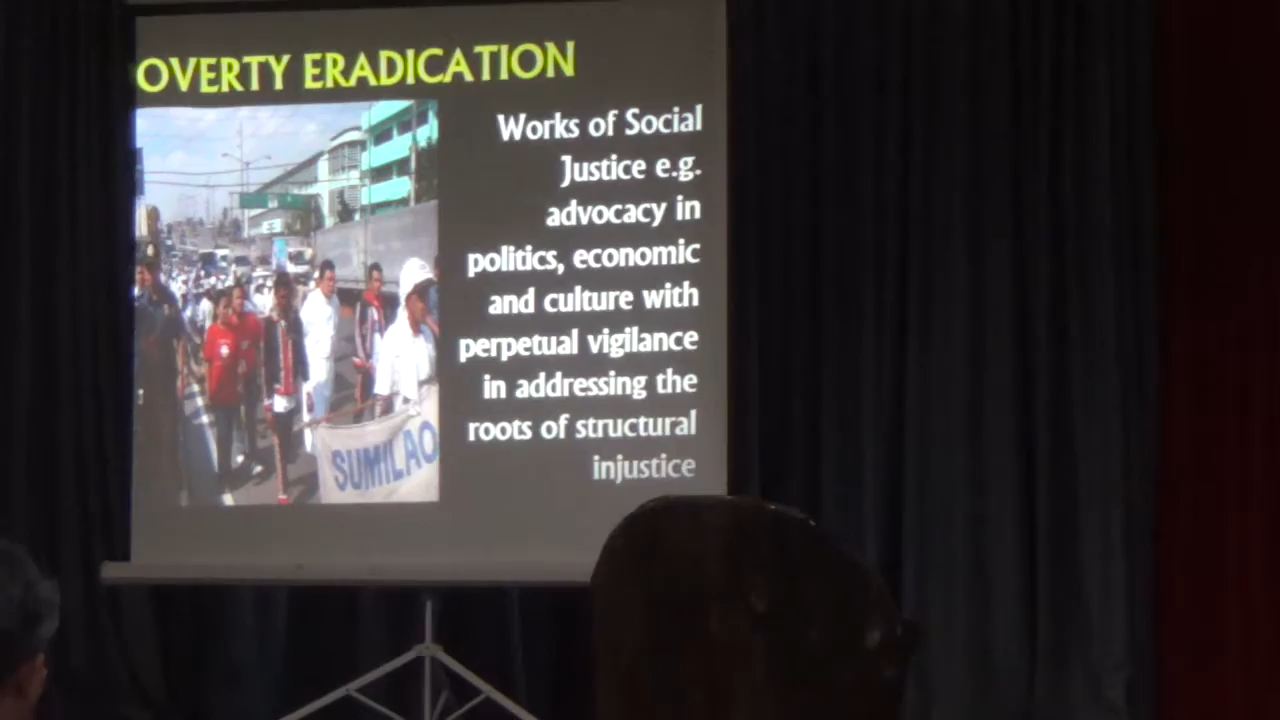 OVERTY ERADICATION
Works of Social
Justice e.g.
advocacy in
politics, economic
and culture with
perpetual vigilance
in addressing the
roots of structural
injustice
SUMILAO